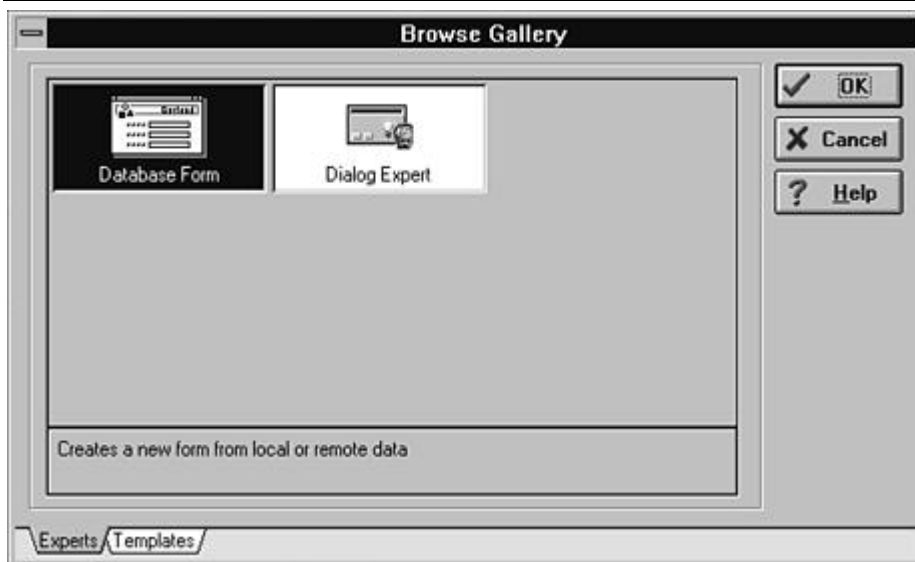 Browse Gallery
OK
Cancel
? Help
Database Form
Dialog Expert
Creates a new form from local or remote data
Experts
Templates